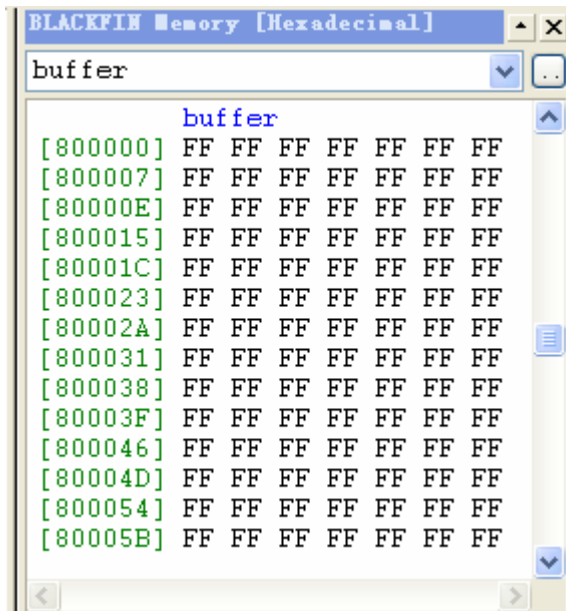 BLACKFIN Memory [Hexadecimal]
buffer
..
buffer
[800000] FF FF FF FF FF FF FF
[800007] FF FF FF FF FF FF FF
[80000E] FF FF FF FF FF FF FF
[800015] FF FF FF FF FF FF FF
[80001C] FF FF FF FF FF FF FF
[800023] FF FF FF FF FF FF FF
[80002A] FF FF FF FF FF FF FF
[800031] FF FF FF FF FF FF FF
[800038] FF FF FF FF FF FF FF
[80003F] FF FF FF FF FF FF FF
[800046] FF FF FF FF FF FF FF
[80004D] FF FF FF FF FF FF FF
[800054] FF FF FF FF FF FF FF
[80005B] FF FF FF FF FF FF FF